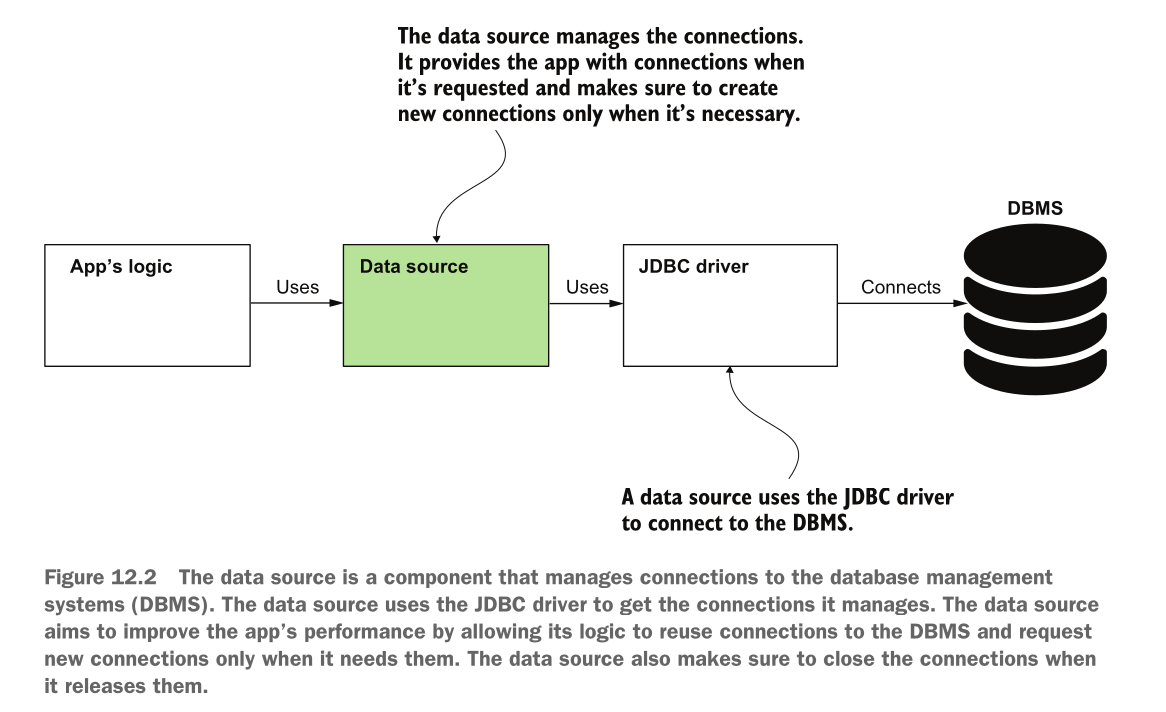 The data source manages the connections.
It provides the app with connections when
it's requested and makes sure to create
new connections only when it's necessary.
DBMS
App's logic
Uses
Data source
Uses
JDBC driver
Connects
A data source uses the JDBC driver
to connect to the DBMS.
Figure 12.2 The data source is a component that manages connections to the database management
systems (DBMS). The data source uses the JDBC driver to get the connections it manages. The data source
aims to improve the app's performance by allowing its logic to reuse connections to the DBMS and request
new connections only when it needs them. The data source also makes sure to close the connections when
it releases them.